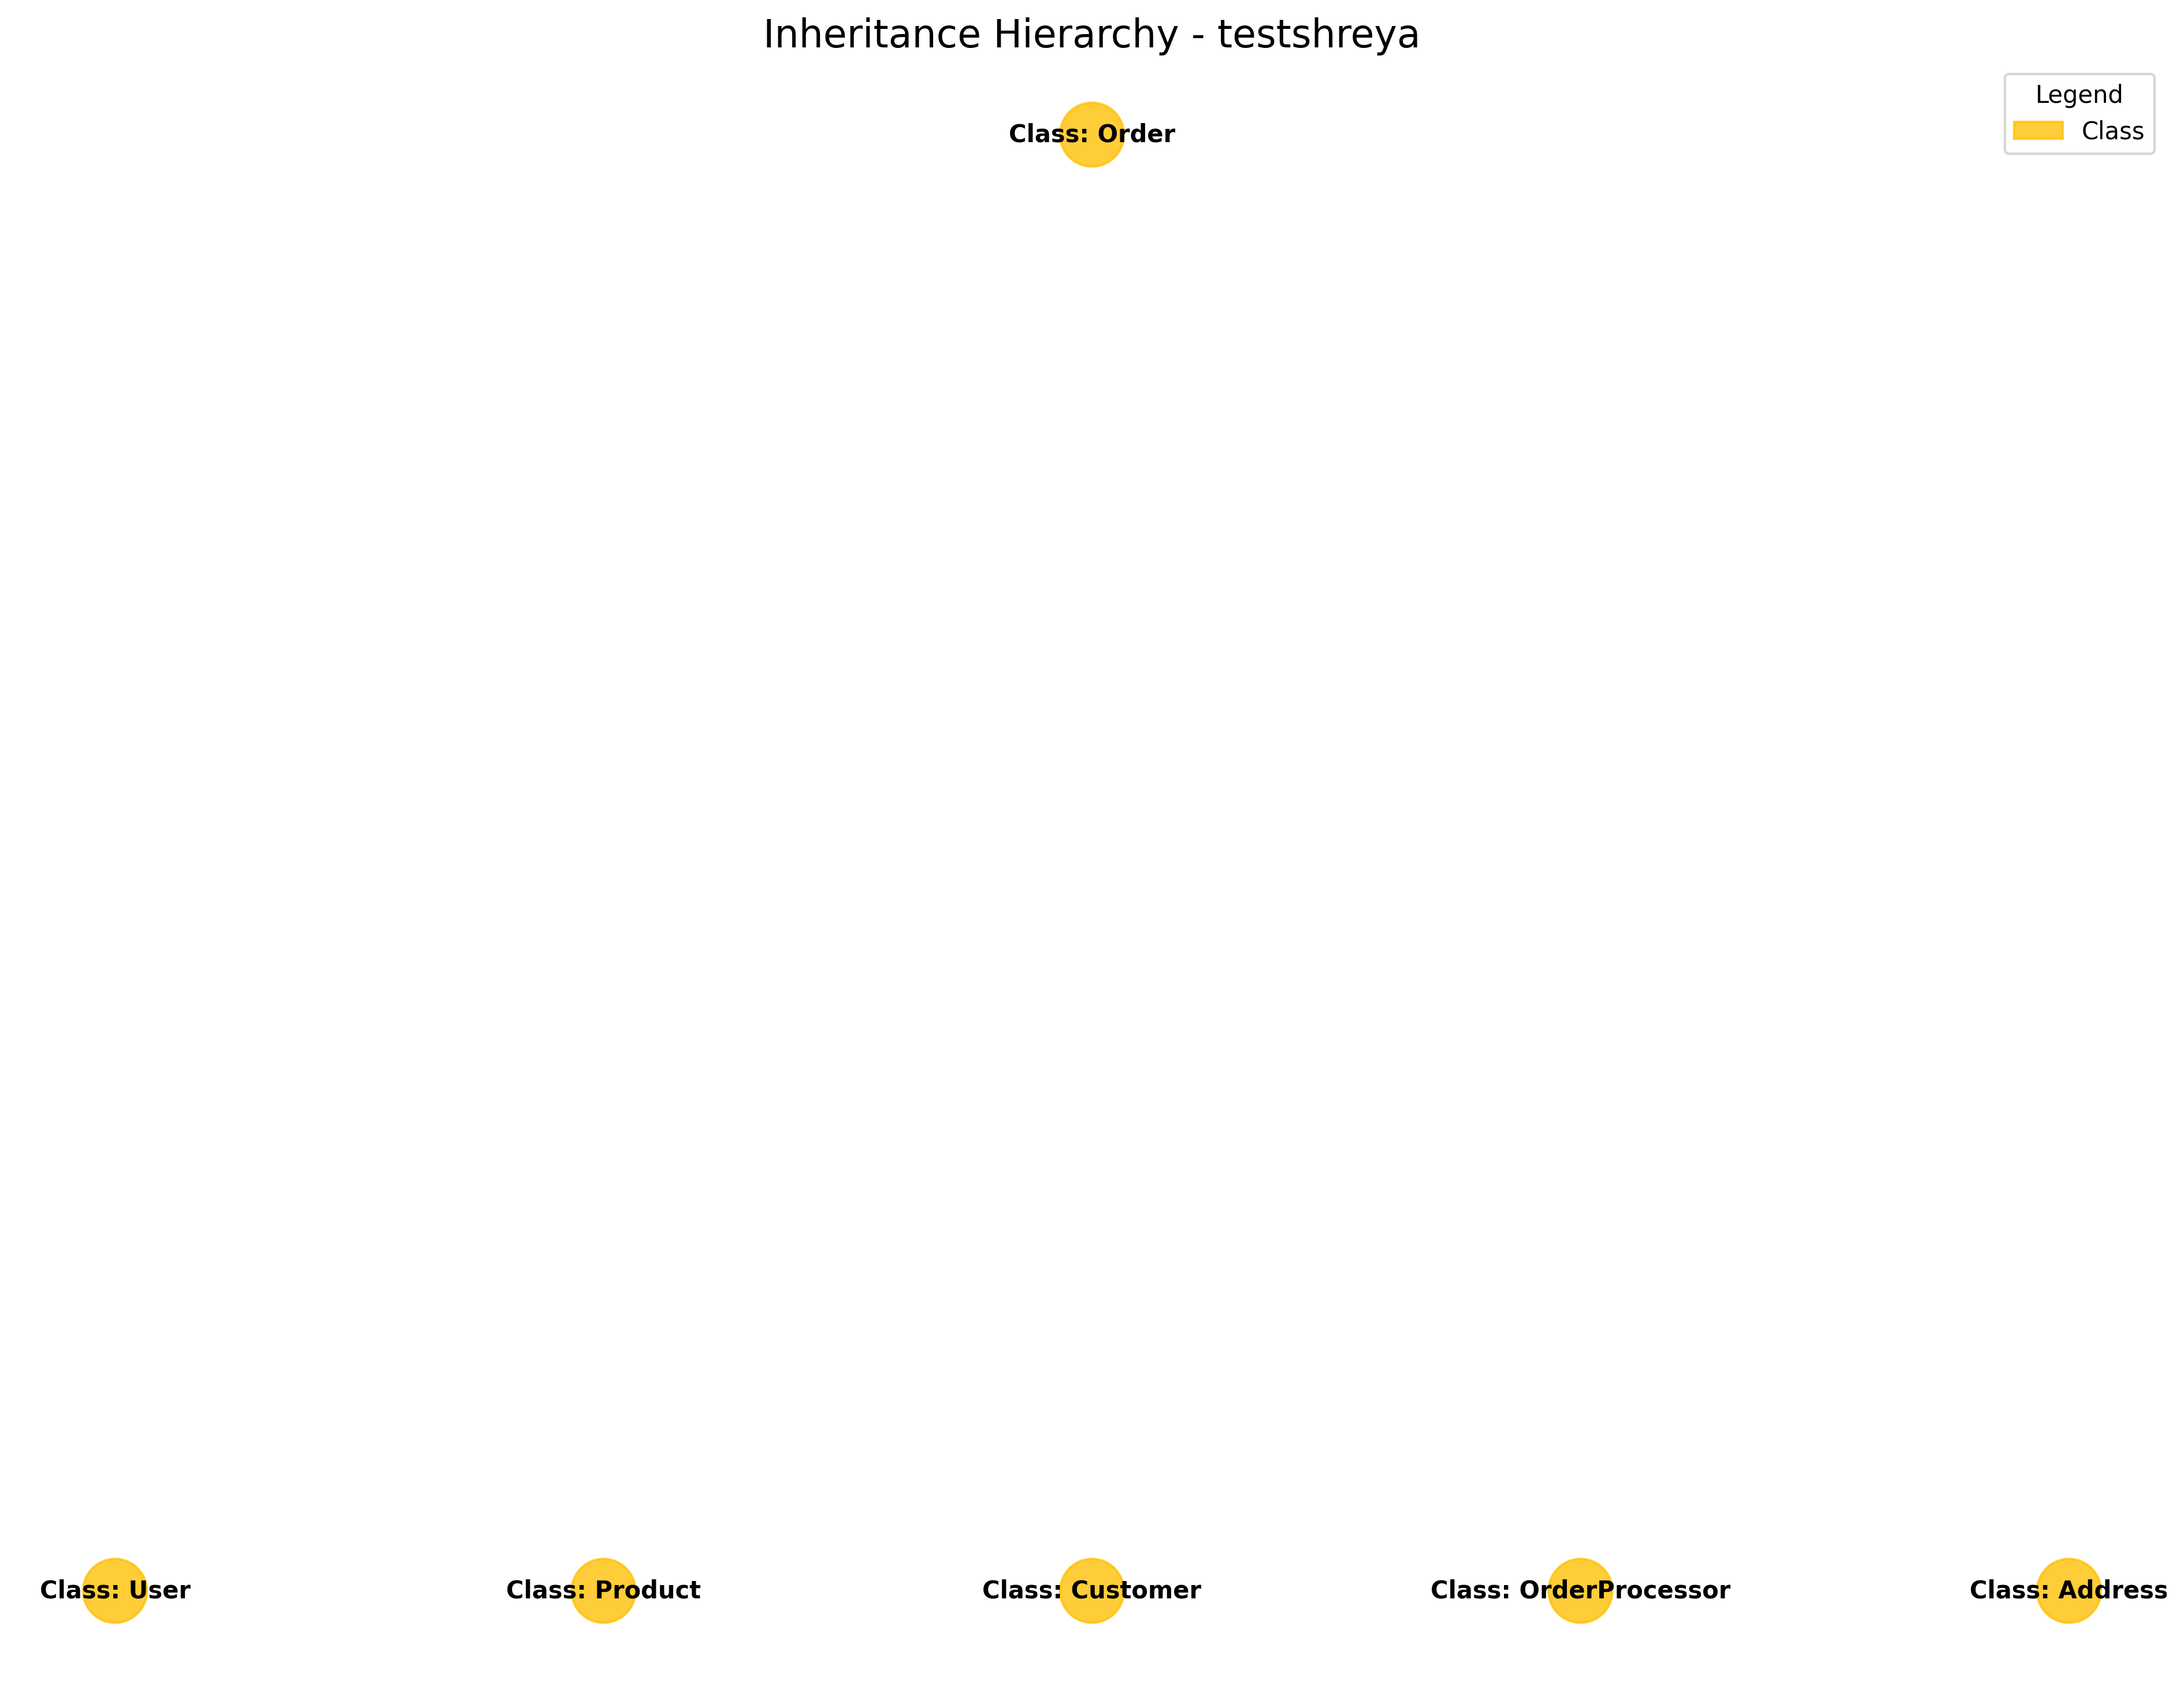 Inheritance Hierarchy - testshreya
Legend
Class
Class: Order
Class: User
Class: Product
Class: Customer
Class: OrderProcessor
Class: Address